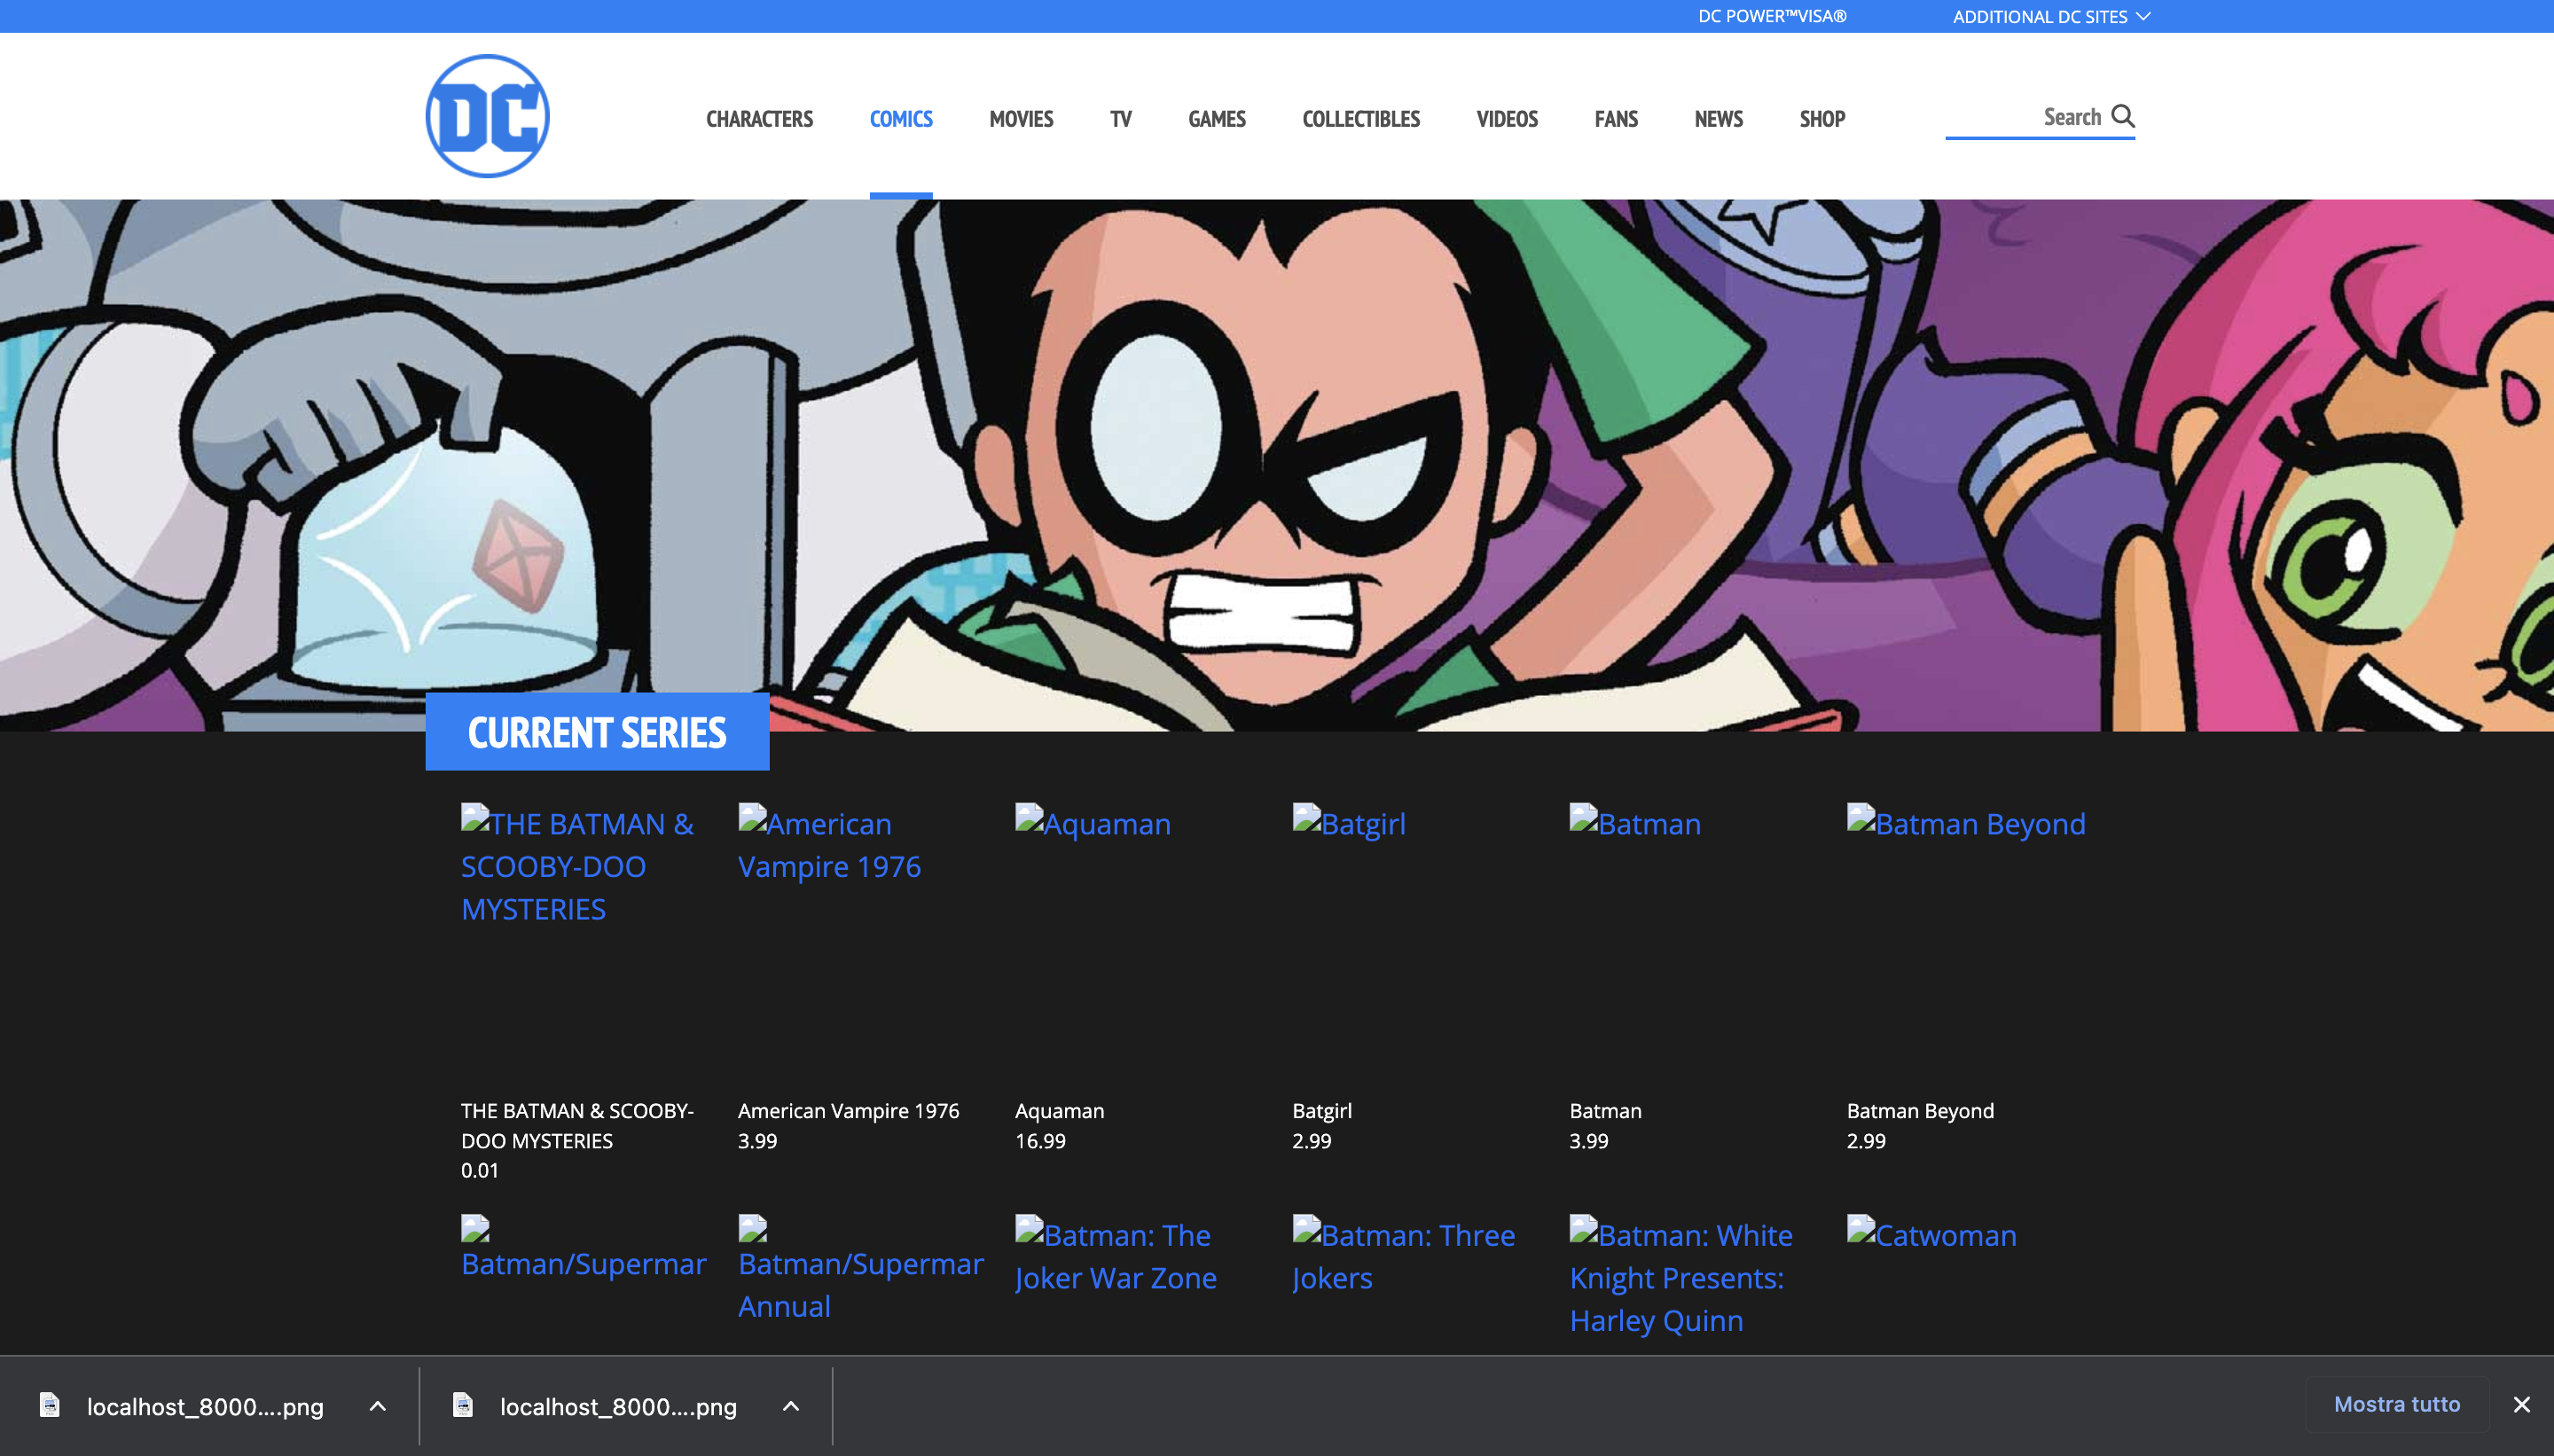 DC POWER™VISA® ADDITIONAL DC SITES
DC
CHARACTERS COMICS MOVIES TV GAMES COLLECTIBLES VIDEOS FANS NEWS SHOP Search
CURRENT SERIES
THE BATMAN &
SCOOBY-DOO
MYSTERIES
American
Vampire 1976
Aquaman
Batgirl
Batman
Batman Beyond
THE BATMAN & SCOOBY-
DOO MYSTERIES
0.01
American Vampire 1976
3.99
Aquaman
16.99
Batgirl
2.99
Batman
3.99
Batman Beyond
2.99
Batman/Superman
Batman/Superman
Annual
Batman: The
Joker War Zone
Batman: Three
Jokers
Batman: White
Knight Presents:
Harley Quinn
Catwoman
localhost_8000....png
localhost_8000....png
Mostra tutto